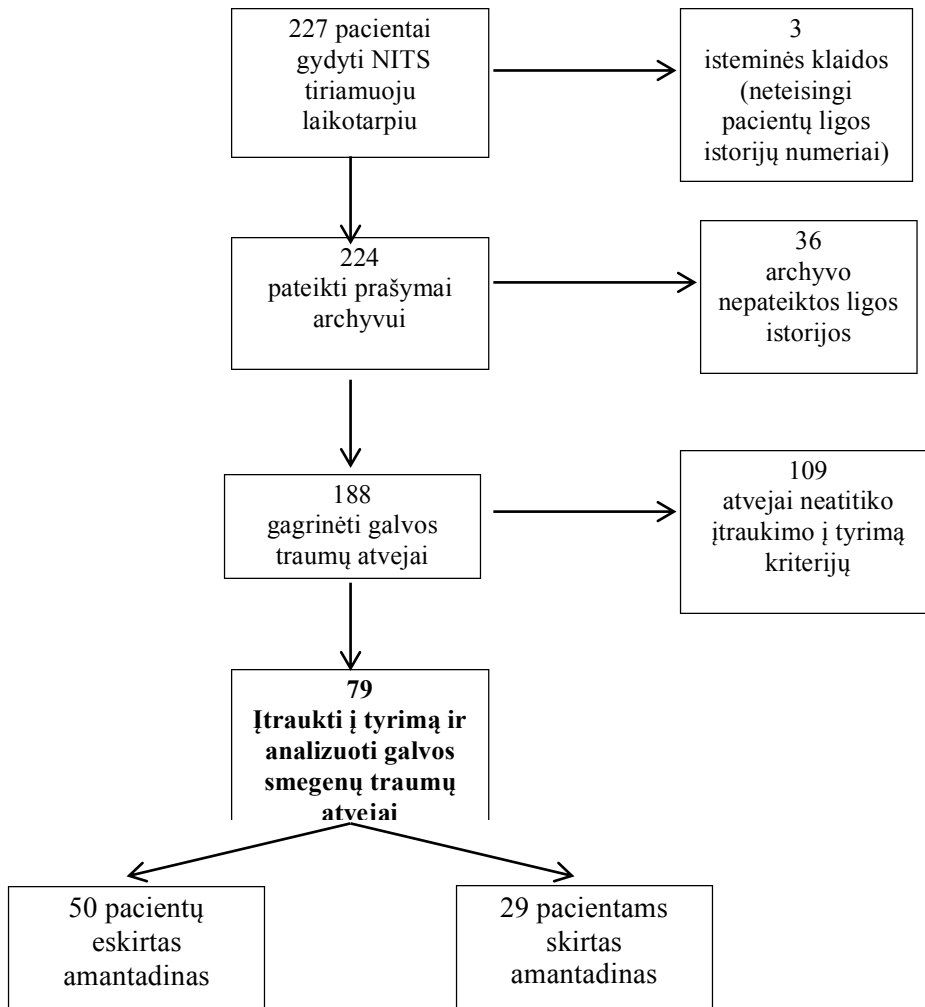 227 pacientai
gydyti NITS
tiriamuoju
laikotarpiu
3
isteminės klaidos
(neteisingi
pacientų ligos
istorijų numeriai)
224
pateikti prašymai
archyvui
36
archyvo
nepateiktos ligos
istorijos
188
gagrinėti galvos
traumų atvejai
109
atvejai neatitiko
įtraukimo į tyrimą
kriterijų
79
Įtraukti į tyrimą ir
analizuoti galvos
smegenų traumų
atvejai
50 pacientų
eskirtas
amantadinas
29 pacientams
skirtas
amantadinas